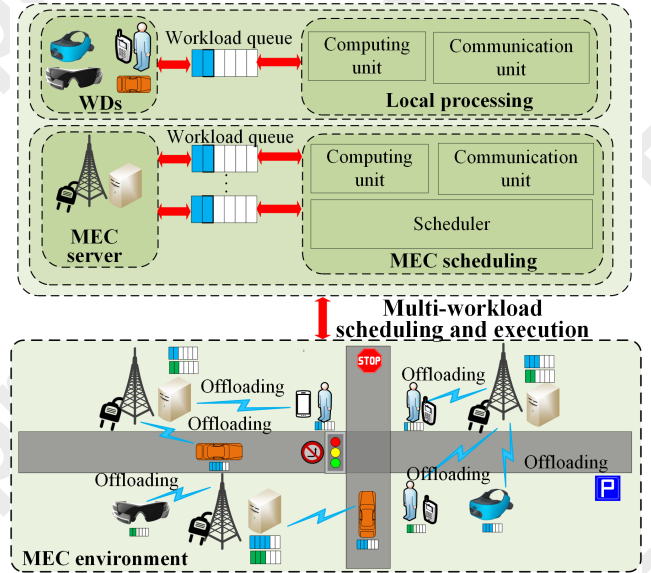 Workload queue
Computing
unit
Communication
unit
WDs
Local processing
Workload queue
Computing
unit
Communication
unit
Scheduler
MEC
server
MEC scheduling
Multi-workload
scheduling and execution
STOP
Offloading
Offloading
Offloading
Offloading
Offloading
Offloading
Offloading
P
MEC environment